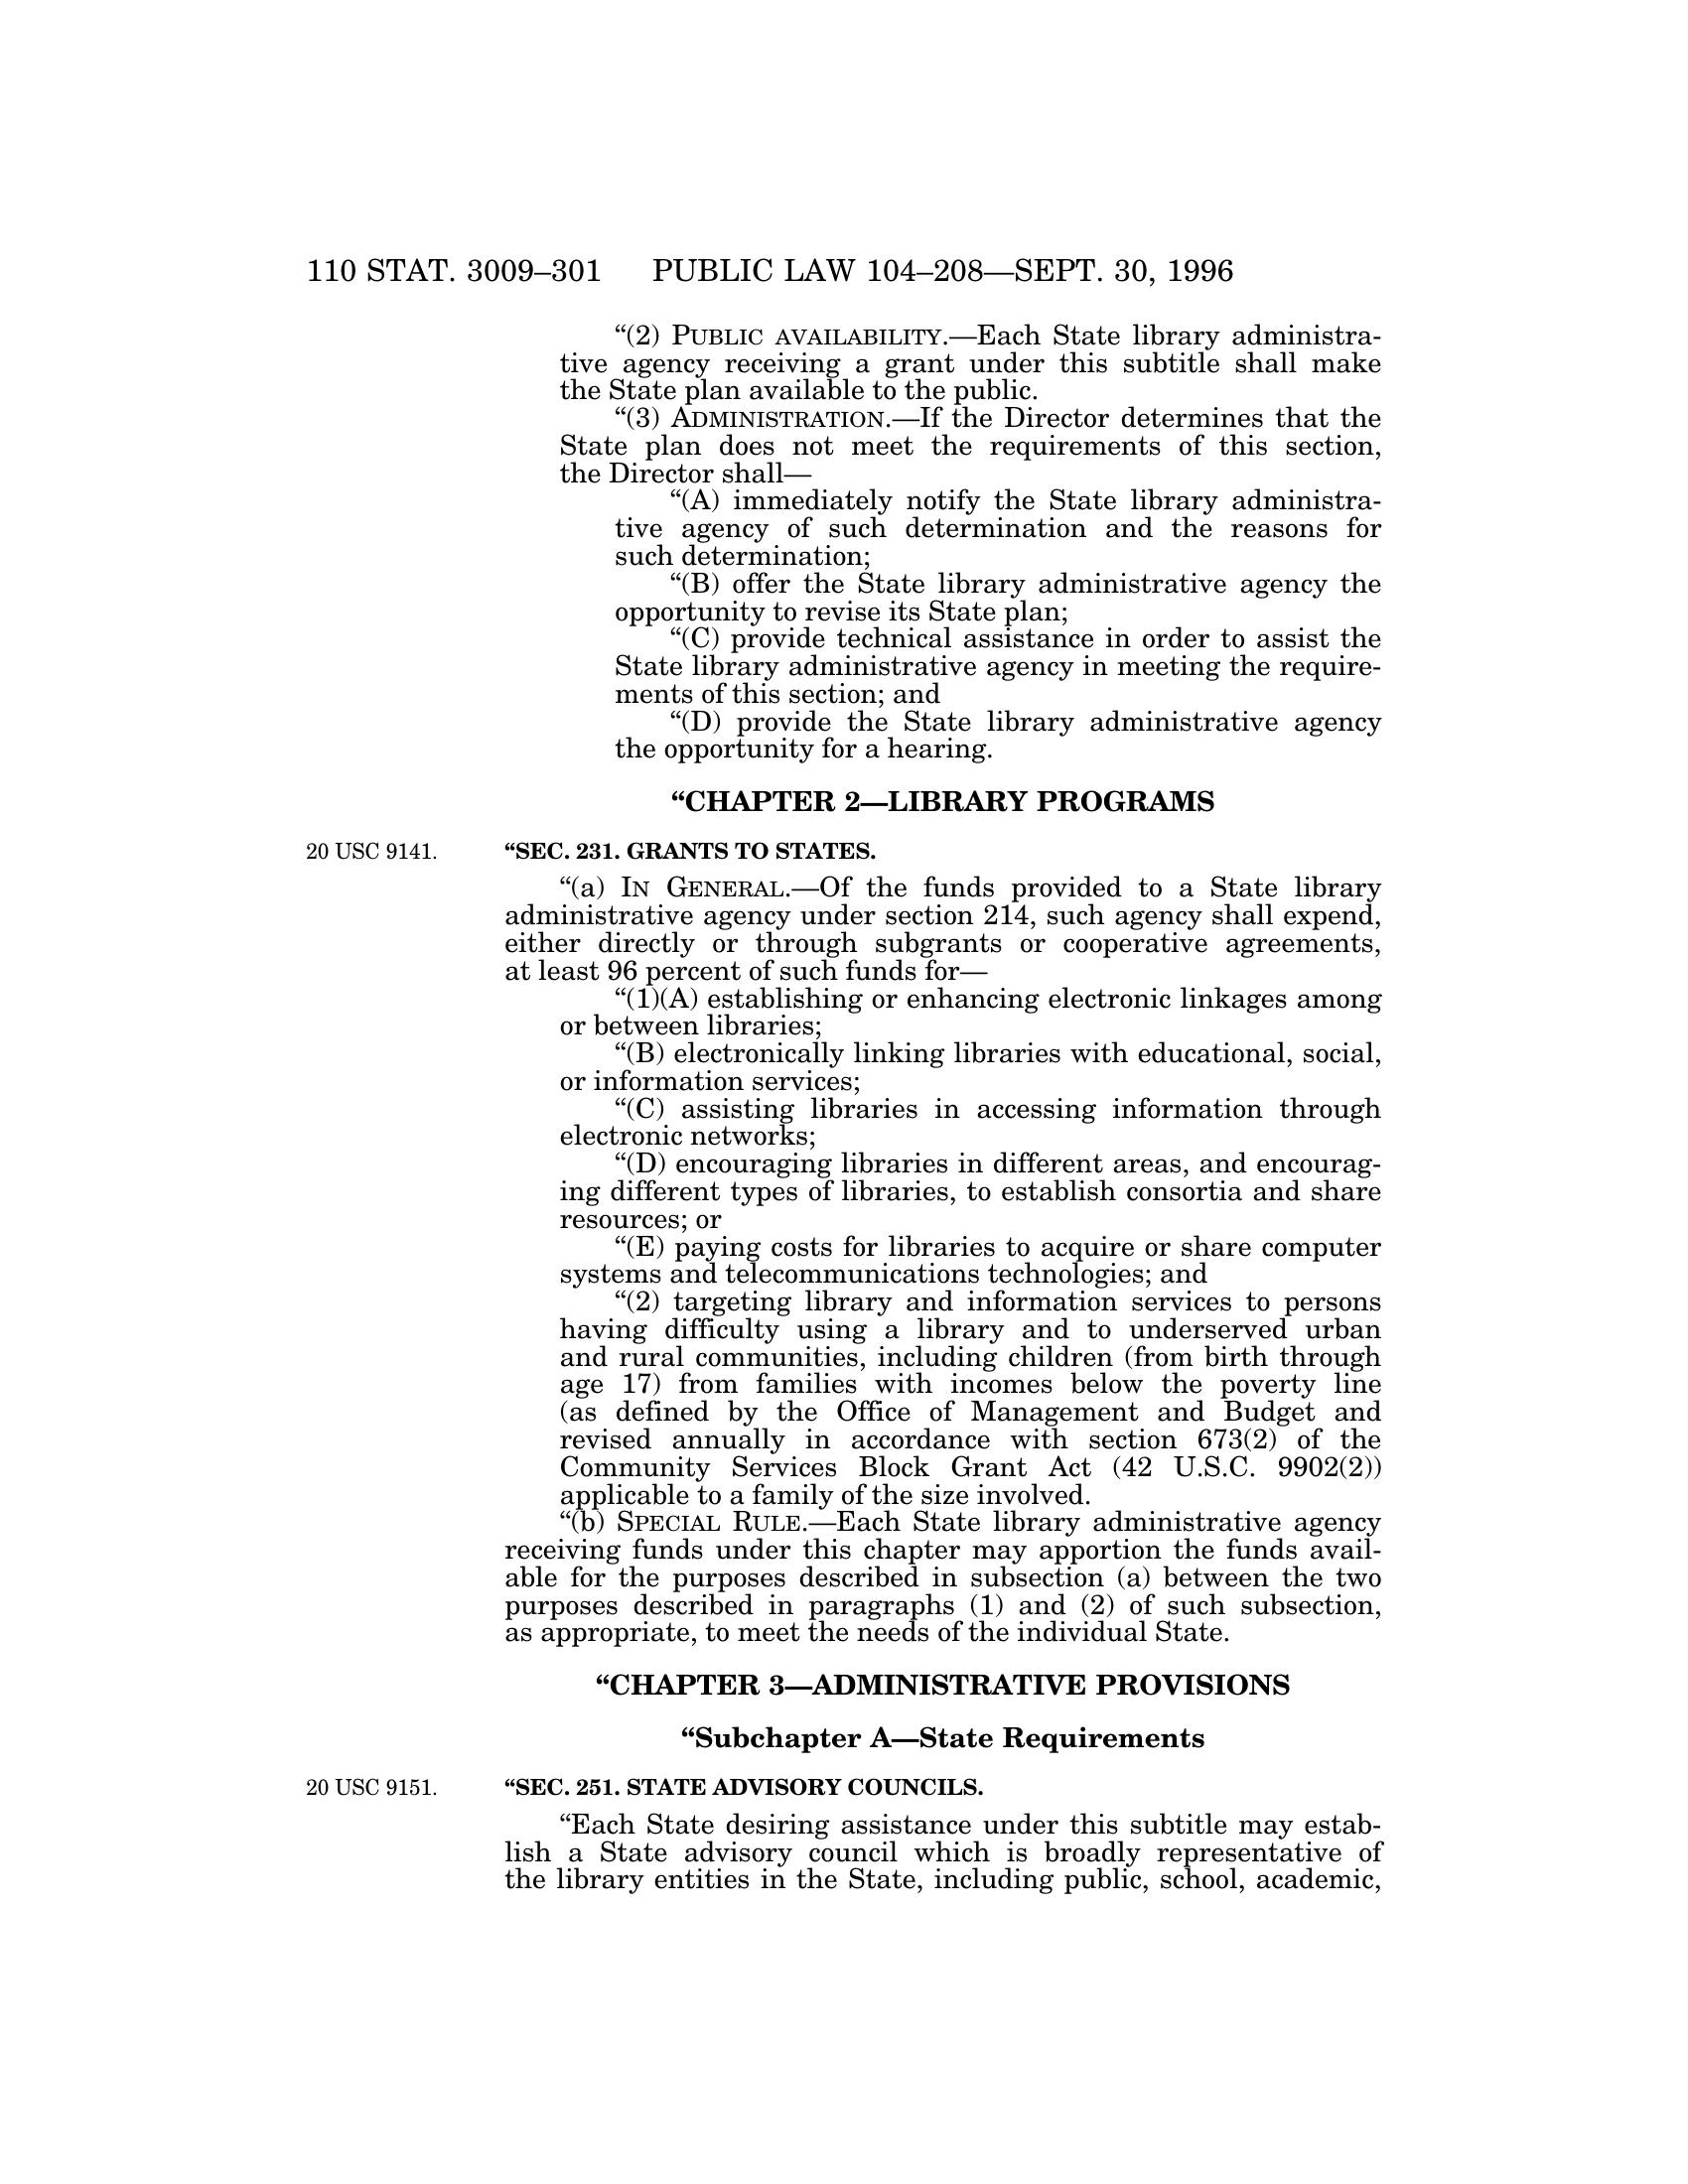 110 STAT. 3009–301 PUBLIC LAW 104–208—SEPT. 30, 1996
“(2) PUBLIC AVAILABILITY.—Each State library administra-
tive agency receiving a grant under this subtitle shall make
the State plan available to the public.
“(3) ADMINISTRATION.—If the Director determines that the
State plan does not meet the requirements of this section,
the Director shall—
“(A) immediately notify the State library administra-
tive agency of such determination and the reasons for
such determination;
“(B) offer the State library administrative agency the
opportunity to revise its State plan;
“(C) provide technical assistance in order to assist the
State library administrative agency in meeting the require-
ments of this section; and
“(D) provide the State library administrative agency
the opportunity for a hearing.
“CHAPTER 2—LIBRARY PROGRAMS
20 USC 9141.
“SEC. 231. GRANTS TO STATES.
“(a) IN GENERAL.—Of the funds provided to a State library
administrative agency under section 214, such agency shall expend,
either directly or through subgrants or cooperative agreements,
at least 96 percent of such funds for—
“(1)(A) establishing or enhancing electronic linkages among
or between libraries;
“(B) electronically linking libraries with educational, social,
or information services;
“(C) assisting libraries in accessing information through
electronic networks;
“(D) encouraging libraries in different areas, and encourag-
ing different types of libraries, to establish consortia and share
resources; or
“(E) paying costs for libraries to acquire or share computer
systems and telecommunications technologies; and
“(2) targeting library and information services to persons
having difficulty using a library and to underserved urban
and rural communities, including children (from birth through
age 17) from families with incomes below the poverty line
(as defined by the Office of Management and Budget and
revised annually in accordance with section 673(2) of the
Community Services Block Grant Act (42 U.S.C. 9902(2))
applicable to a family of the size involved.
“(b) SPECIAL RULE.—Each State library administrative agency
receiving funds under this chapter may apportion the funds avail-
able for the purposes described in subsection (a) between the two
purposes described in paragraphs (1) and (2) of such subsection,
as appropriate, to meet the needs of the individual State.
“CHAPTER 3—ADMINISTRATIVE PROVISIONS
“Subchapter A—State Requirements
20 USC 9151.
“SEC. 251. STATE ADVISORY COUNCILS.
“Each State desiring assistance under this subtitle may estab-
lish a State advisory council which is broadly representative of
the library entities in the State, including public, school, academic,